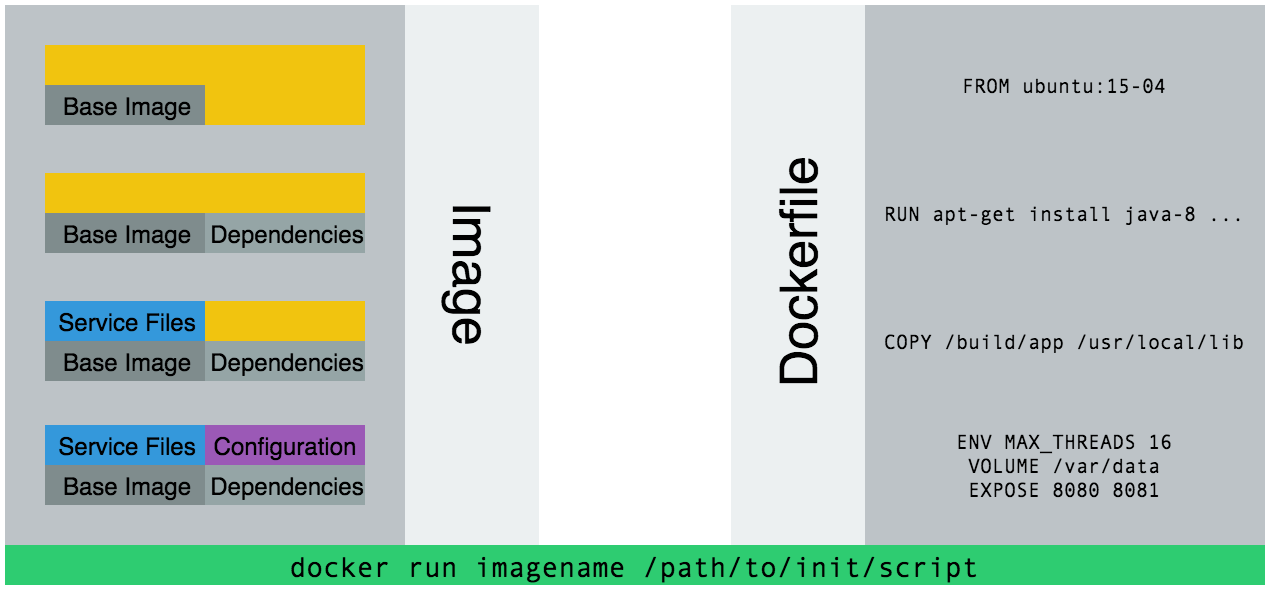 Base Image
FROM ubuntu:15-04
Base Image Dependencies
RUN apt-get install java-8 ...
Service Files
Base Image Dependencies
COPY /build/app /usr/local/lib
Service Files Configuration
Base Image Dependencies
ENV MAX_THREADS 16
VOLUME /var/data
EXPOSE 8080 8081
Image
Dockerfile
docker run imagename /path/to/init/script